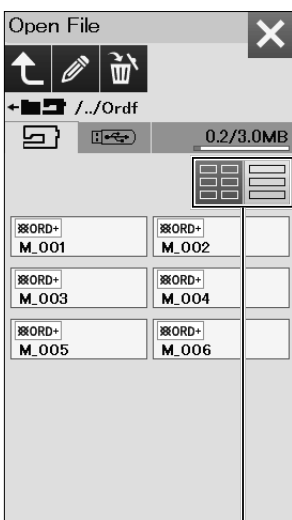 Open File
/../Ordf
0.2/3.0MB
ORD+
M_001
ORD+
M_002
ORD+
M_003
ORD+
M_004
ORD+
M_005
ORD+
M_006